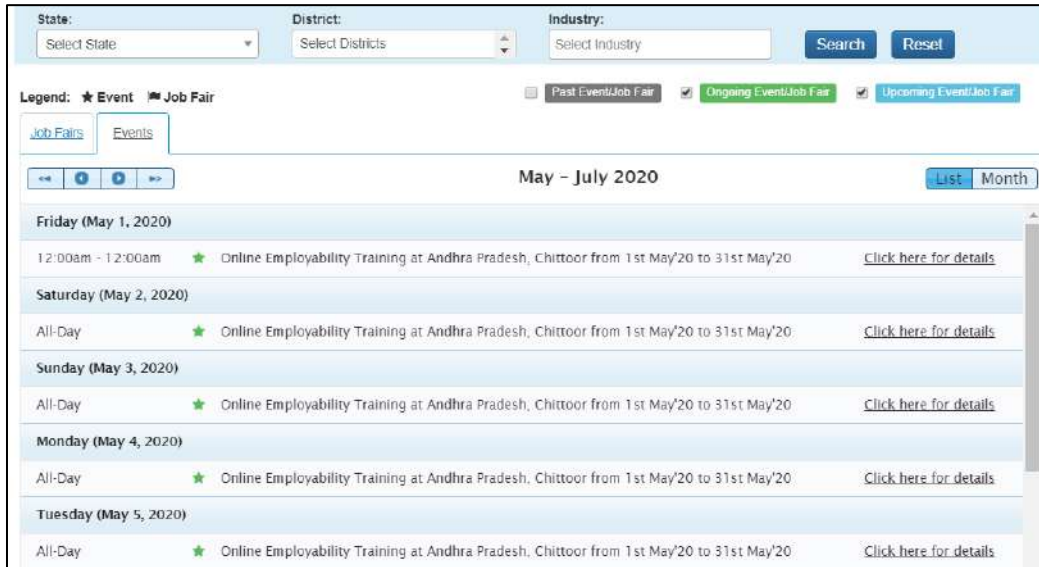 State: District: Industry:
Select State Select Districts Select Industry Search Reset
Legend: ★ Event Job Fair Past Event/Job Fair Ongoing Event/Job Fair Upcoming Event/Job Fair
Job Fairs Events
May - July 2020 List Month
Friday (May 1, 2020)
12:00am - 12:00am ★ Online Employability Training at Andhra Pradesh, Chittoor from 1st May'20 to 31st May'20 Click here for details
Saturday (May 2, 2020)
All-Day ★ Online Employability Training at Andhra Pradesh, Chittoor from 1st May'20 to 31st May'20 Click here for details
Sunday (May 3, 2020)
All-Day ★ Online Employability Training at Andhra Pradesh, Chittoor from 1st May'20 to 31st May'20 Click here for details
Monday (May 4, 2020)
All-Day ★ Online Employability Training at Andhra Pradesh, Chittoor from 1st May'20 to 31st May'20 Click here for details
Tuesday (May 5, 2020)
All-Day ★ Online Employability Training at Andhra Pradesh, Chittoor from 1st May'20 to 31st May'20 Click here for details